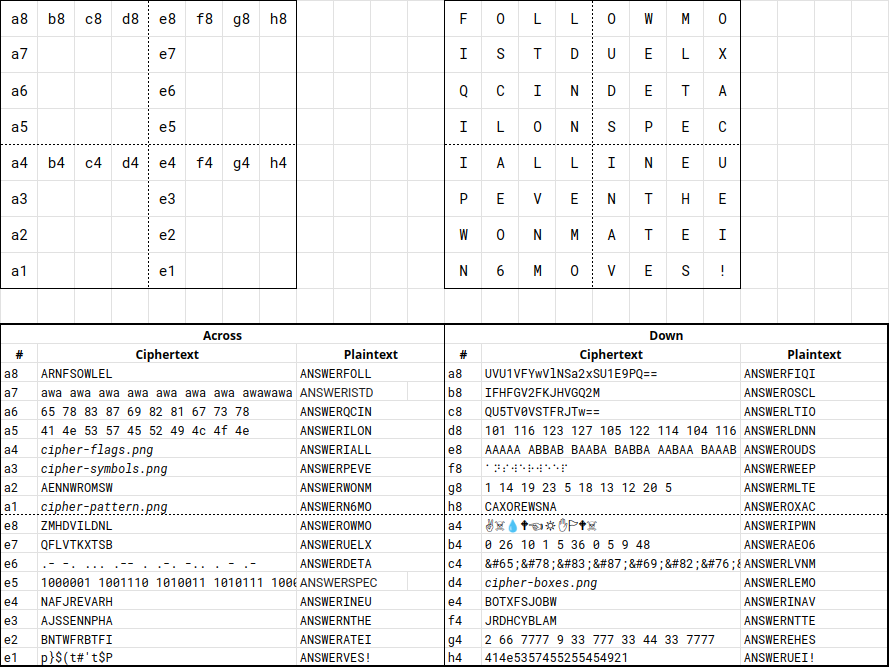 a8 b8 c8 d8 e8 f8 g8 h8 F O L L O W M O
a7 e7 I S T D U E L X
a6 e6 Q C I N D E T A
a5 e5 I L O N S P E C
a4 b4 c4 d4 e4 f4 g4 h4 I A L L I N E U
a3 e3 P E V E N T H E
a2 e2 W O N M A T E I
a1 e1 N 6 M O V E S !
Across Down
# Ciphertext Plaintext # Ciphertext Plaintext
a8 ARNFSOWLEL ANSWERFOLL a8 UVU1VFYwVlNSa2xSU1E9PQ== ANSWERFIQI
a7 awa awa awa awa awa awa awa awawawa ANSWERISTD b8 IFHFGV2FKJHVGQ2M ANSWEROSCL
a6 65 78 83 87 69 82 81 67 73 78 ANSWERQCIN c8 QU5TV0VSTFRJTw== ANSWERLTIO
a5 41 4e 53 57 45 52 49 4c 4f 4e ANSWERILON d8 101 116 123 127 105 122 114 104 116 ANSWERLDNN
a4 cipher-flags.png ANSWERIALL e8 AAAAA ABBAB BAABA BABBA AABAA BAAAB ANSWEROUDS
a3 cipher-symbols.png ANSWERPEVE f8 ⠁⠝⠎⠺⠑⠗⠺⠑⠑⠏ ANSWERWEEP
a2 AENNWROMSW ANSWERWONM g8 1 14 19 23 5 18 13 12 20 5 ANSWERMLTE
a1 cipher-pattern.png ANSWERN6MO h8 CAXOREWSNA ANSWEROXAC
e8 ZMHDVILDNL ANSWEROWMO a4 ✌☠💧🕆☜☼✋🏱🕆☠ ANSWERIPWN
e7 QFLVTKXTSB ANSWERUELX b4 0 26 10 1 5 36 0 5 9 48 ANSWERAEO6
e6 .- -. ... .-- . .-. -.. . - .- ANSWERDETA c4 &#65;&#78;&#83;&#87;&#69;&#82;&#76;& ANSWERLVNM
e5 1000001 1001110 1010011 1010111 100 ANSWERSPEC d4 cipher-boxes.png ANSWERLEMO
e4 NAFJREVARH ANSWERINEU e4 BOTXFSJOBW ANSWERINAV
e3 AJSSENNPHA ANSWERNTHE f4 JRDHCYBLAM ANSWERNTTE
e2 BNTWFRBTFI ANSWERATEI g4 2 66 7777 9 33 777 33 44 33 7777 ANSWEREHES
e1 p}$(t#'t$P ANSWERVES! h4 414e5357455255454921 ANSWERUEI!